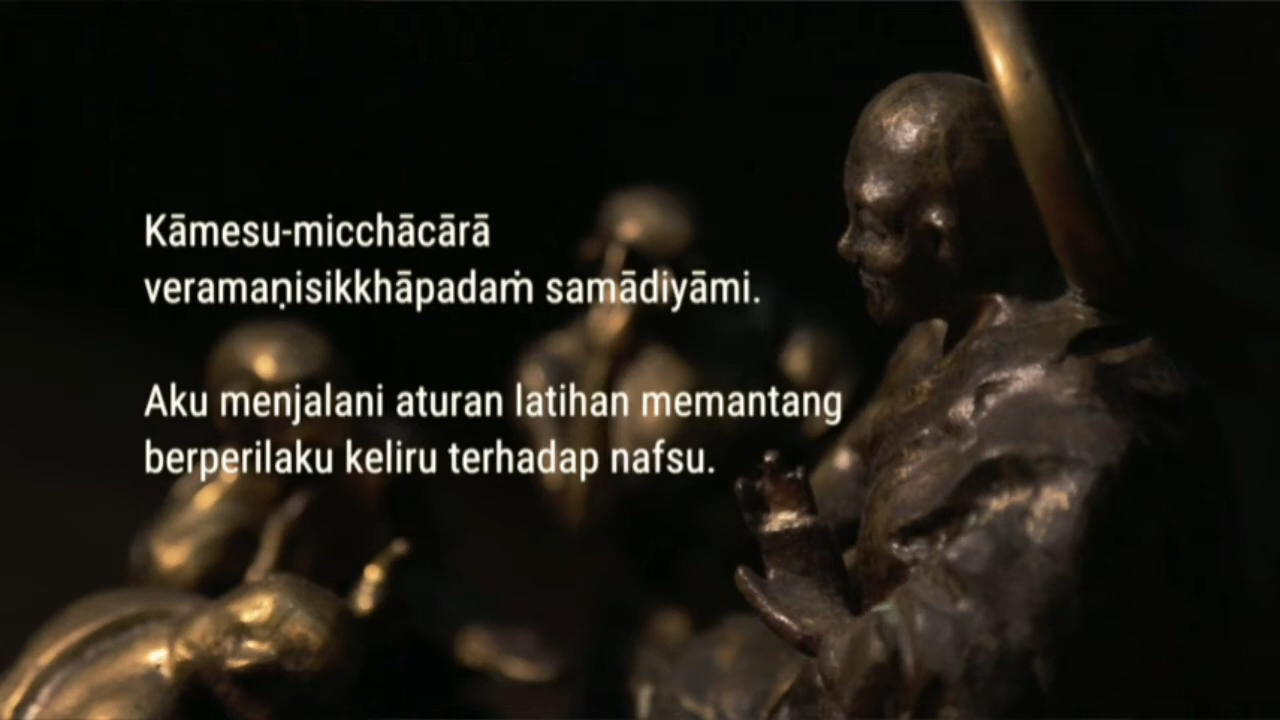 Kāmesu-micchācārā
veramaṇisikkhāpadaṁ samādiyāmi.
Aku menjalani aturan latihan memantang
berperilaku keliru terhadap nafsu.